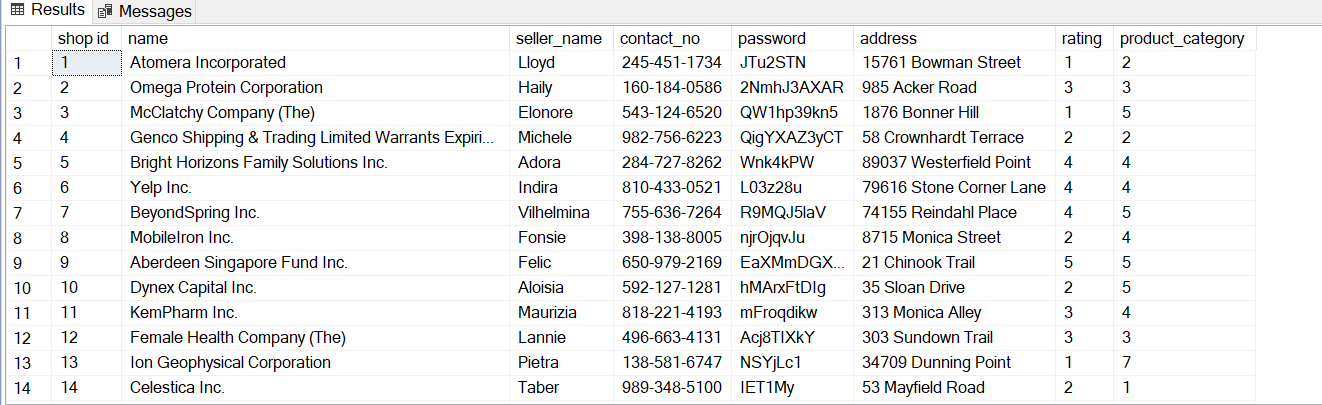 Results Messages
shop id name seller_name contact_no password address rating product_category
1 1 Atomera Incorporated Lloyd 245-451-1734 JTu2STN 15761 Bowman Street 1 2
2 2 Omega Protein Corporation Haily 160-184-0586 2NmhJ3AXAR 985 Acker Road 3 3
3 3 McClatchy Company (The) Elonore 543-124-6520 QW1hp39kn5 1876 Bonner Hill 1 5
4 4 Genco Shipping & Trading Limited Warrants Expiri... Michele 982-756-6223 QigYXAZ3yCT 58 Crownhardt Terrace 2 2
5 5 Bright Horizons Family Solutions Inc. Adora 284-727-8262 Wnk4kPW 89037 Westerfield Point 4 4
6 6 Yelp Inc. Indira 810-433-0521 L03z28u 79616 Stone Corner Lane 4 4
7 7 BeyondSpring Inc. Vilhelmina 755-636-7264 R9MQJ5laV 74155 Reindahl Place 4 5
8 8 MobileIron Inc. Fonsie 398-138-8005 njrOjqvJu 8715 Monica Street 2 4
9 9 Aberdeen Singapore Fund Inc. Felic 650-979-2169 EaXMmDGX... 21 Chinook Trail 5 5
10 10 Dynex Capital Inc. Aloisia 592-127-1281 hMArxFtDIg 35 Sloan Drive 2 5
11 11 KemPharm Inc. Maurizia 818-221-4193 mFroqdikw 313 Monica Alley 3 4
12 12 Female Health Company (The) Lannie 496-663-4131 Acj8TIXkY 303 Sundown Trail 3 3
13 13 Ion Geophysical Corporation Pietra 138-581-6747 NSYjLc1 34709 Dunning Point 1 7
14 14 Celestica Inc. Taber 989-348-5100 IET1My 53 Mayfield Road 2 1